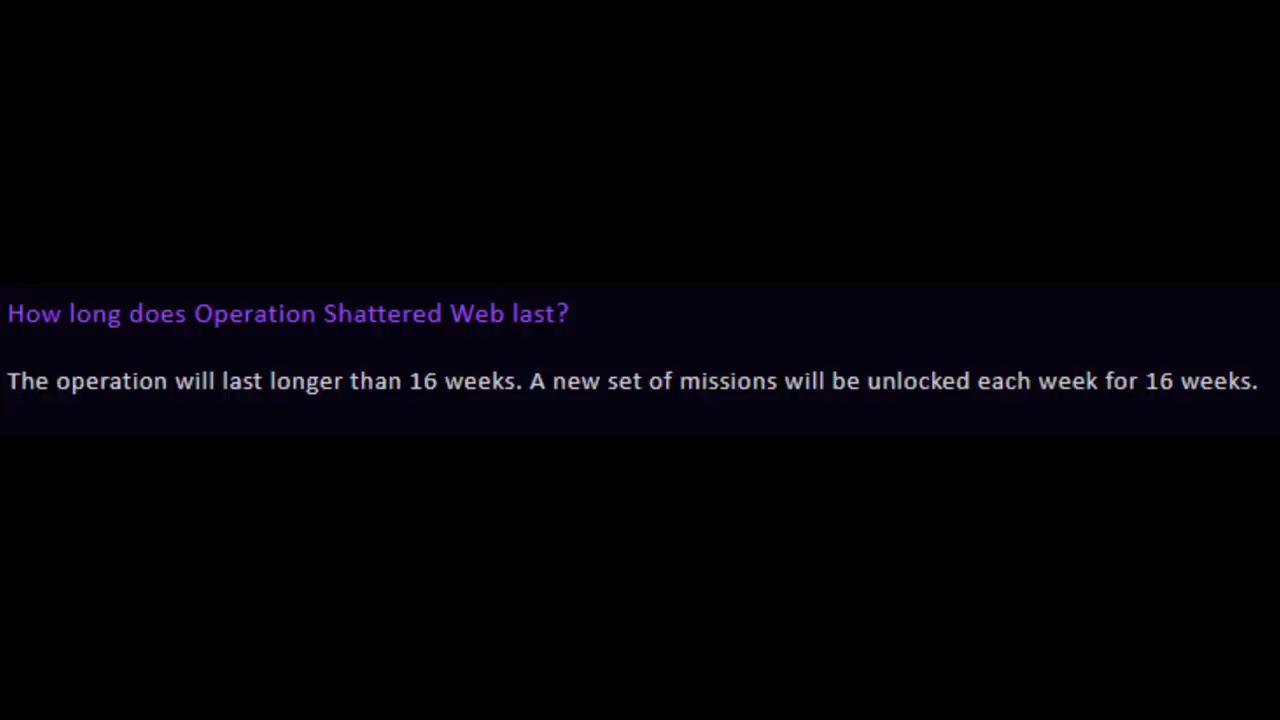 How long does Operation Shattered Web last?
The operation will last longer than 16 weeks. A new set of missions will be unlocked each week for 16 weeks.